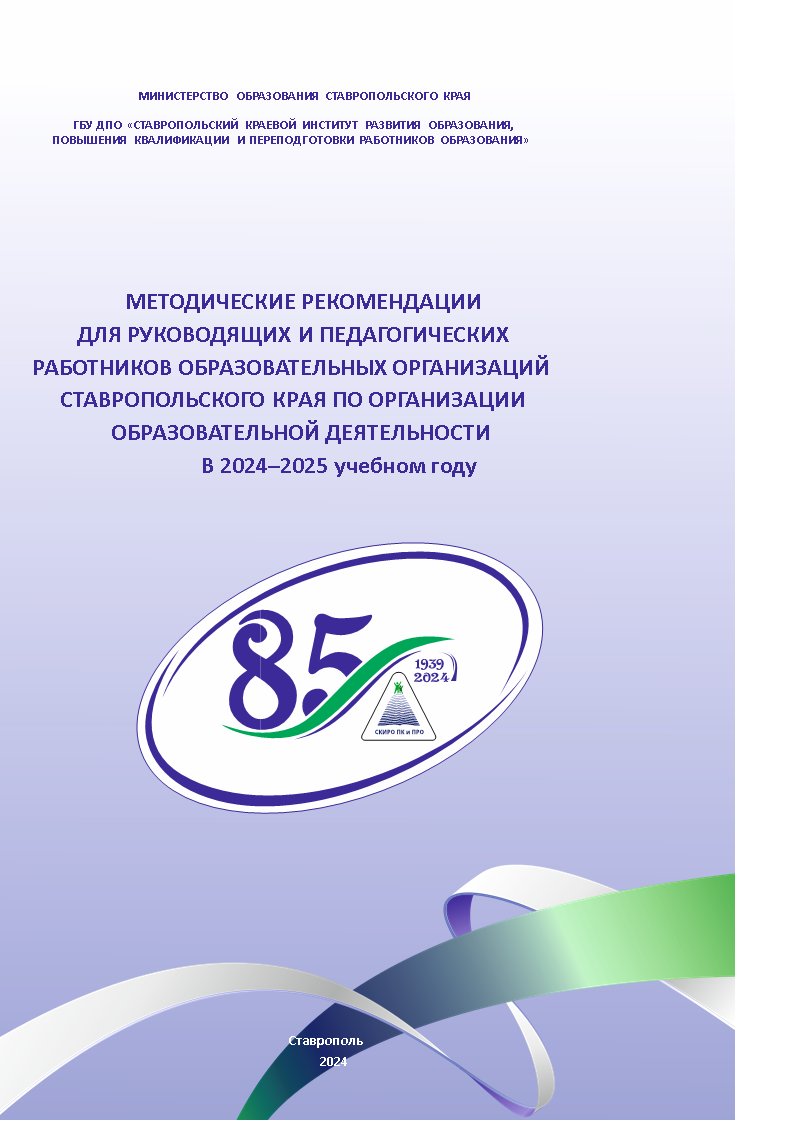 МИНИСТЕРСТВО ОБРАЗОВАНИЯ СТАВРОПОЛЬСКОГО КРАЯ
ГБУ ДПО «СТАВРОПОЛЬСКИЙ КРАЕВОЙ ИНСТИТУТ РАЗВИТИЯ ОБРАЗОВАНИЯ,
ПОВЫШЕНИЯ КВАЛИФИКАЦИИ И ПЕРЕПОДГОТОВКИ РАБОТНИКОВ ОБРАЗОВАНИЯ»
МЕТОДИЧЕСКИЕ РЕКОМЕНДАЦИИ
ДЛЯ РУКОВОДЯЩИХ И ПЕДАГОГИЧЕСКИХ
РАБОТНИКОВ ОБРАЗОВАТЕЛЬНЫХ ОРГАНИЗАЦИЙ
СТАВРОПОЛЬСКОГО КРАЯ ПО ОРГАНИЗАЦИИ
ОБРАЗОВАТЕЛЬНОЙ ДЕЯТЕЛЬНОСТИ
В 2024–2025 учебном году
85
1939
2024
СКИРО ПК и ПРО
Ставрополь
2024